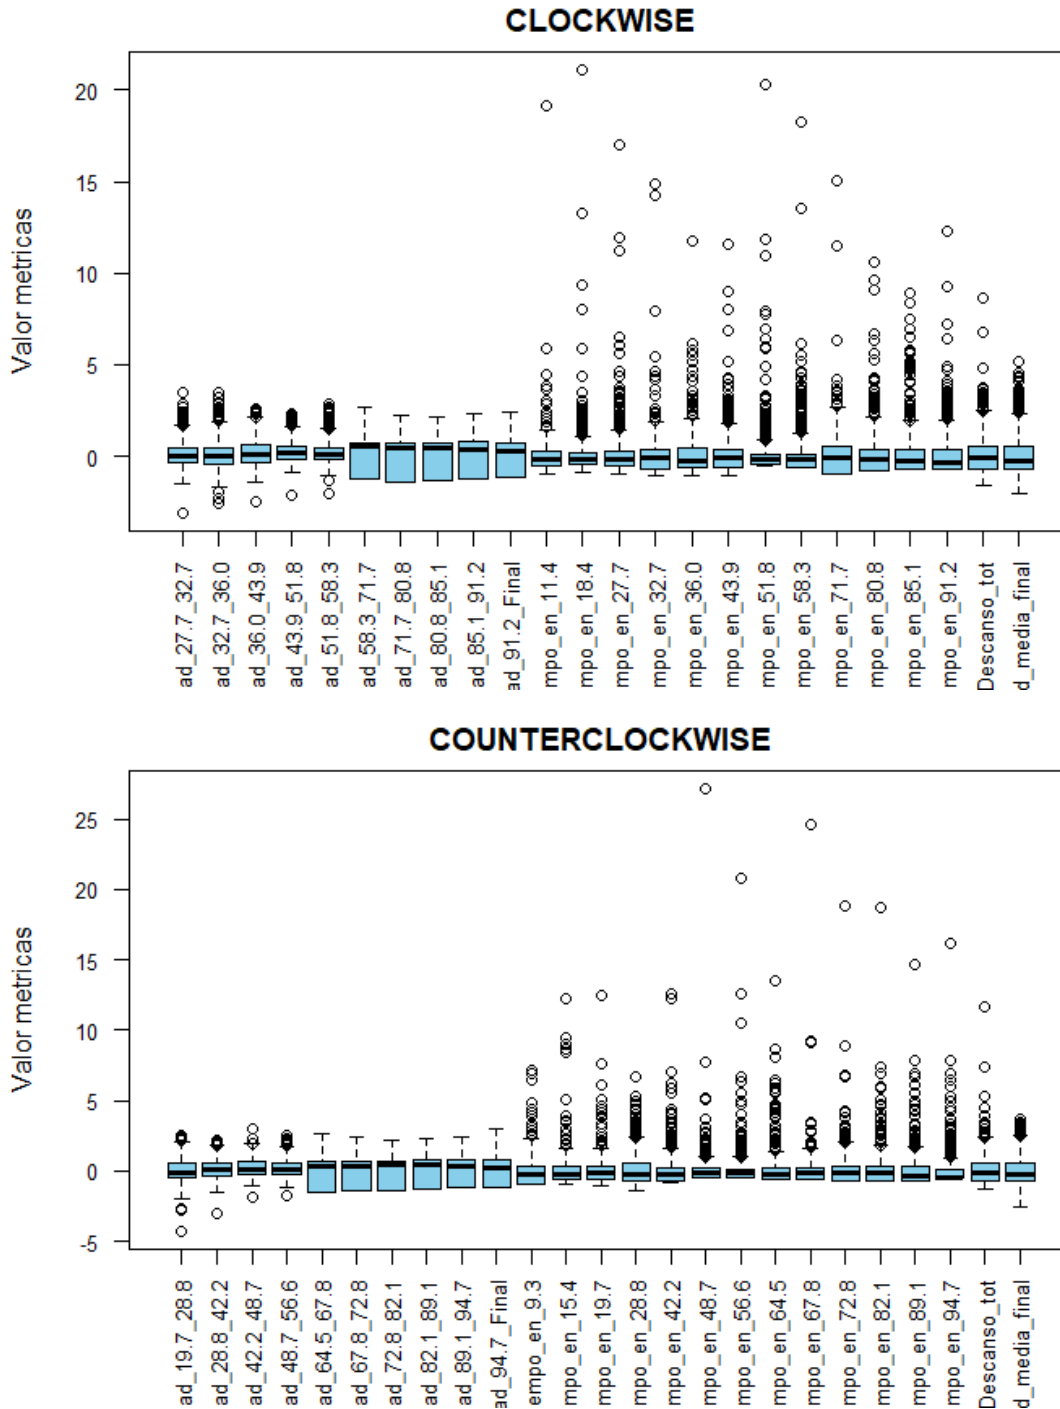 CLOCKWISE
Valor metricas
20
15
10
5
0
ad_27.7_32.7
ad_32.7_36.0
ad_36.0_43.9
ad_43.9_51.8
ad_51.8_58.3
ad_58.3_71.7
ad_71.7_80.8
ad_80.8_85.1
ad_85.1_91.2
ad_91.2_Final
mpo_en_11.4
mpo_en_18.4
mpo_en_27.7
mpo_en_32.7
mpo_en_36.0
mpo_en_43.9
mpo_en_51.8
mpo_en_58.3
mpo_en_71.7
mpo_en_80.8
mpo_en_85.1
mpo_en_91.2
Descanso_tot
d_media_final
COUNTERCLOCKWISE
Valor metricas
25
20
15
10
5
0
-5
ad_19.7_28.8
ad_28.8_42.2
ad_42.2_48.7
ad_48.7_56.6
ad_64.5_67.8
ad_67.8_72.8
ad_72.8_82.1
ad_82.1_89.1
ad_89.1_94.7
ad_94.7_Final
empo_en_9.3
mpo_en_15.4
mpo_en_19.7
mpo_en_28.8
mpo_en_42.2
mpo_en_48.7
mpo_en_56.6
mpo_en_64.5
mpo_en_67.8
mpo_en_72.8
mpo_en_82.1
mpo_en_89.1
mpo_en_94.7
Descanso_tot
d_media_final